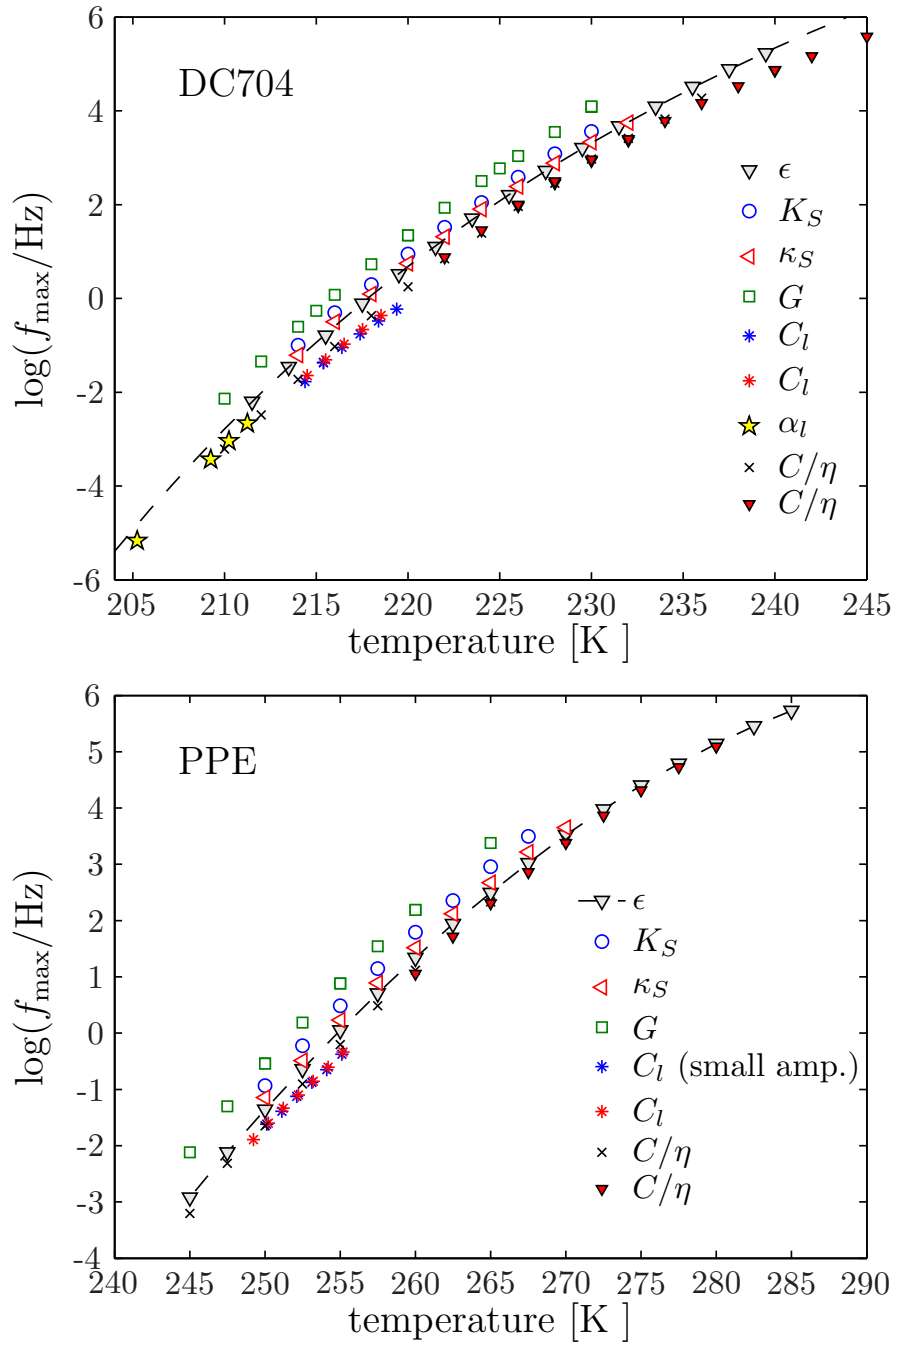 DC704
log(f_max/Hz)
6
4
2
0
-2
-4
-6
ϵ
K_S
κ_S
G
C_l
C_l
α_l
C/η
C/η
205 210 215 220 225 230 235 240 245
temperature [K ]
PPE
log(f_max/Hz)
6
5
4
3
2
1
0
-1
-2
-3
-4
ϵ
K_S
κ_S
G
C_l (small amp.)
C_l
C/η
C/η
240 245 250 255 260 265 270 275 280 285 290
temperature [K ]